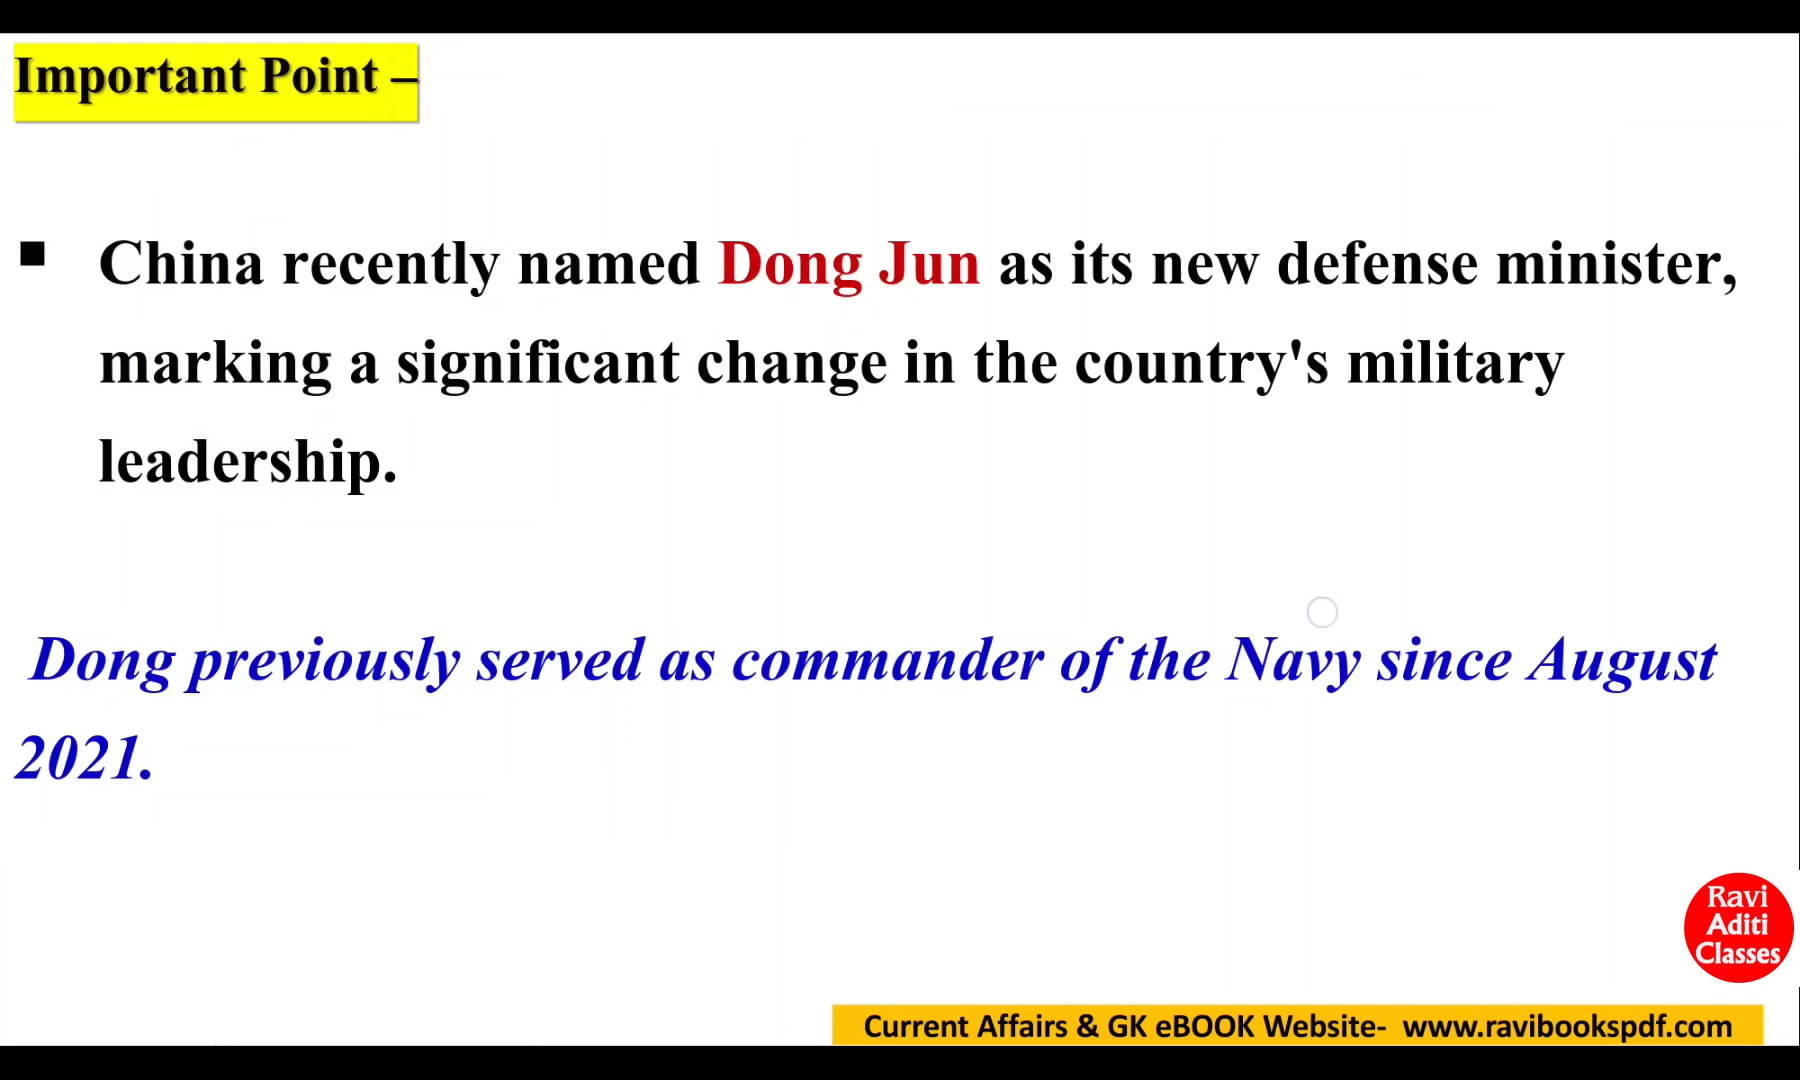 Important Point –
▪ China recently named Dong Jun as its new defense minister,
marking a significant change in the country's military
leadership.
Dong previously served as commander of the Navy since August
2021.
Ravi
Aditi
Classes
Current Affairs & GK eBOOK Website- www.ravibookspdf.com